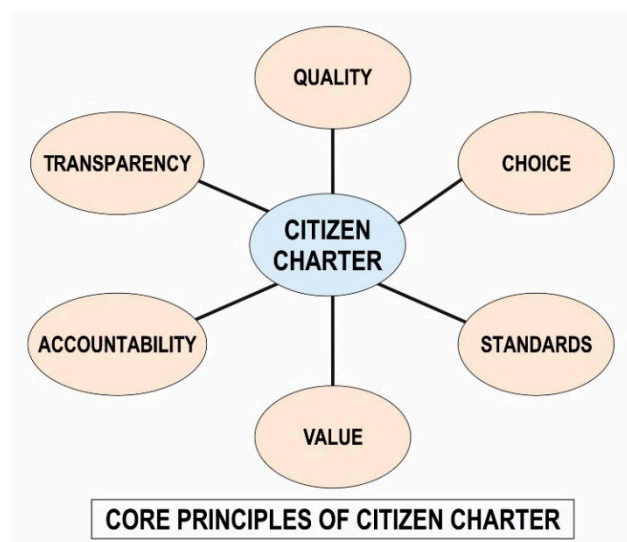 QUALITY
TRANSPARENCY
CHOICE
CITIZEN
CHARTER
ACCOUNTABILITY
STANDARDS
VALUE
CORE PRINCIPLES OF CITIZEN CHARTER